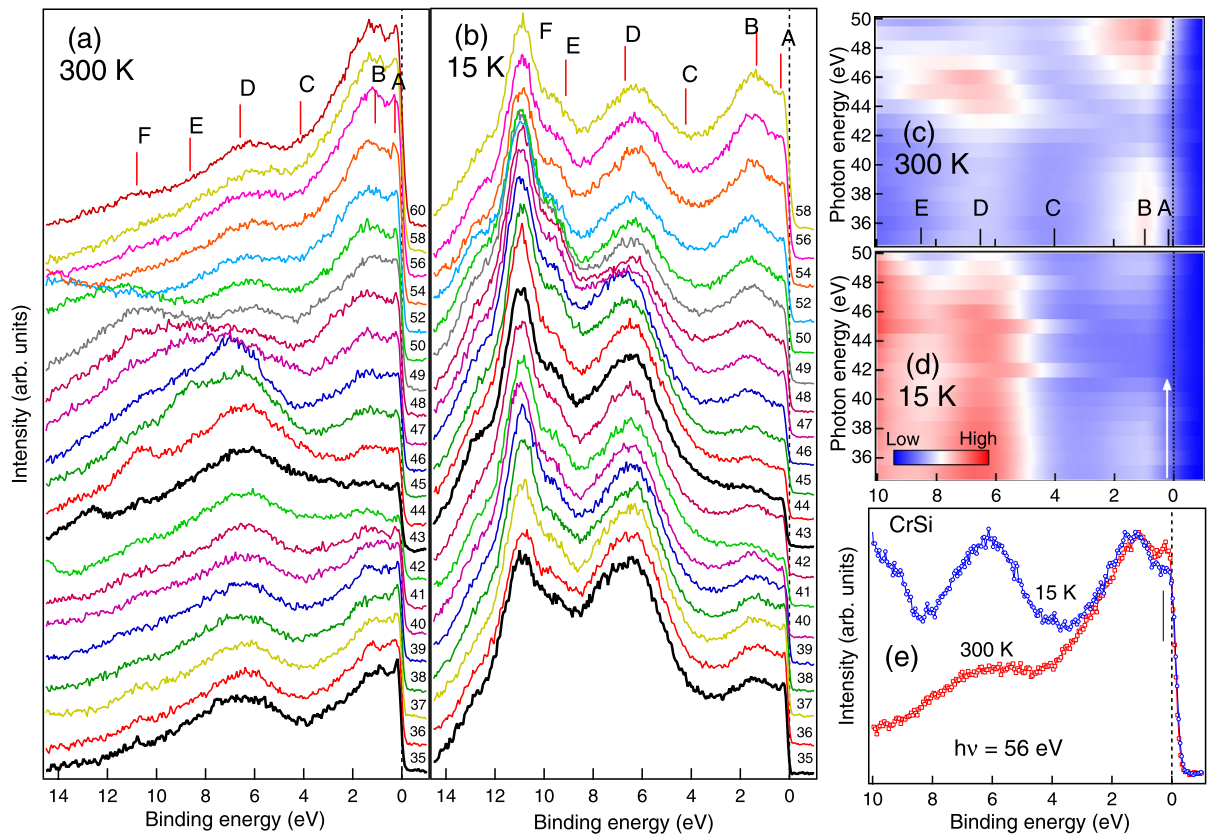 (a)
300 K
F
E
D
C
B
A
60
58
56
54
52
50
49
48
47
46
45
44
43
42
41
40
39
38
37
36
35
14
12
10
8
6
4
2
0
Binding energy (eV)
Intensity (arb. units)
(b)
15 K
F
E
D
C
B
A
58
56
54
52
50
49
48
47
46
45
44
43
42
41
40
39
38
37
36
35
14
12
10
8
6
4
2
0
Binding energy (eV)
Photon energy (eV)
50
48
46
44
42
40
38
36
(c)
300 K
E
D
C
B
A
Photon energy (eV)
50
48
46
44
42
40
38
36
(d)
15 K
Low
High
10
8
6
4
2
0
CrSi
15 K
300 K
(e)
hν = 56 eV
Intensity (arb. units)
10
8
6
4
2
0
Binding energy (eV)